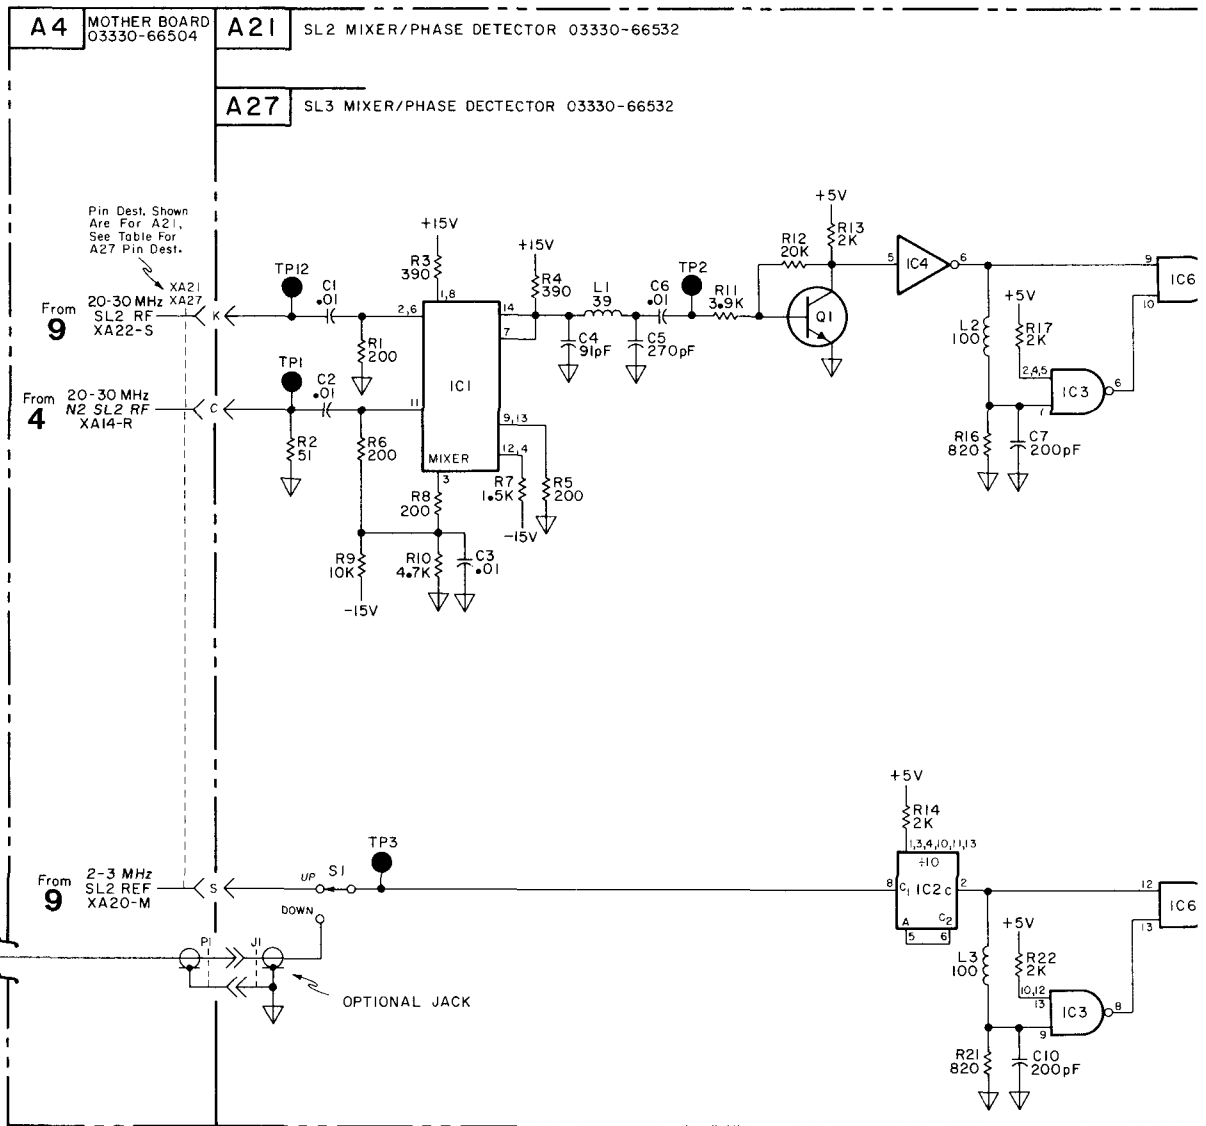 A4
MOTHER BOARD
03330-66504
A21
SL2 MIXER/PHASE DETECTOR 03330-66532
A27
SL3 MIXER/PHASE DECTECTOR 03330-66532
Pin Dest. Shown
Are For A21,
See Table For
A27 Pin Dest.
XA21
XA27
From
9
20-30 MHz
SL2 RF
XA22-S
K
TP12
C1
.01
R1
200
+15V
R3
390
1,8
2,6
14
7
+15V
R4
390
L1
39
C4
91pF
C5
270pF
C6
.01
TP2
R11
3.9K
R12
20K
+5V
R13
2K
Q1
5
IC4
6
9
IC6
10
+5V
L2
100
R17
2K
2,4,5
IC3
6
1
R16
820
C7
200pF
From
4
20-30 MHz
N2 SL2 RF
XA14-R
C
TP1
C2
.01
R2
51
R6
200
11
IC1
MIXER
9,13
12,4
3
R7
1.5K
-15V
R5
200
R8
200
R9
10K
-15V
R10
4.7K
C3
.01
From
9
2-3 MHz
SL2 REF
XA20-M
S
UP
S1
DOWN
TP3
P1
J1
OPTIONAL JACK
+5V
R14
2K
1,3,4,10,11,13
÷10
8
C1
IC2
C
2
A
C2
5
6
12
IC6
13
+5V
L3
100
R22
2K
10,12
13
IC3
8
9
R21
820
C10
200pF